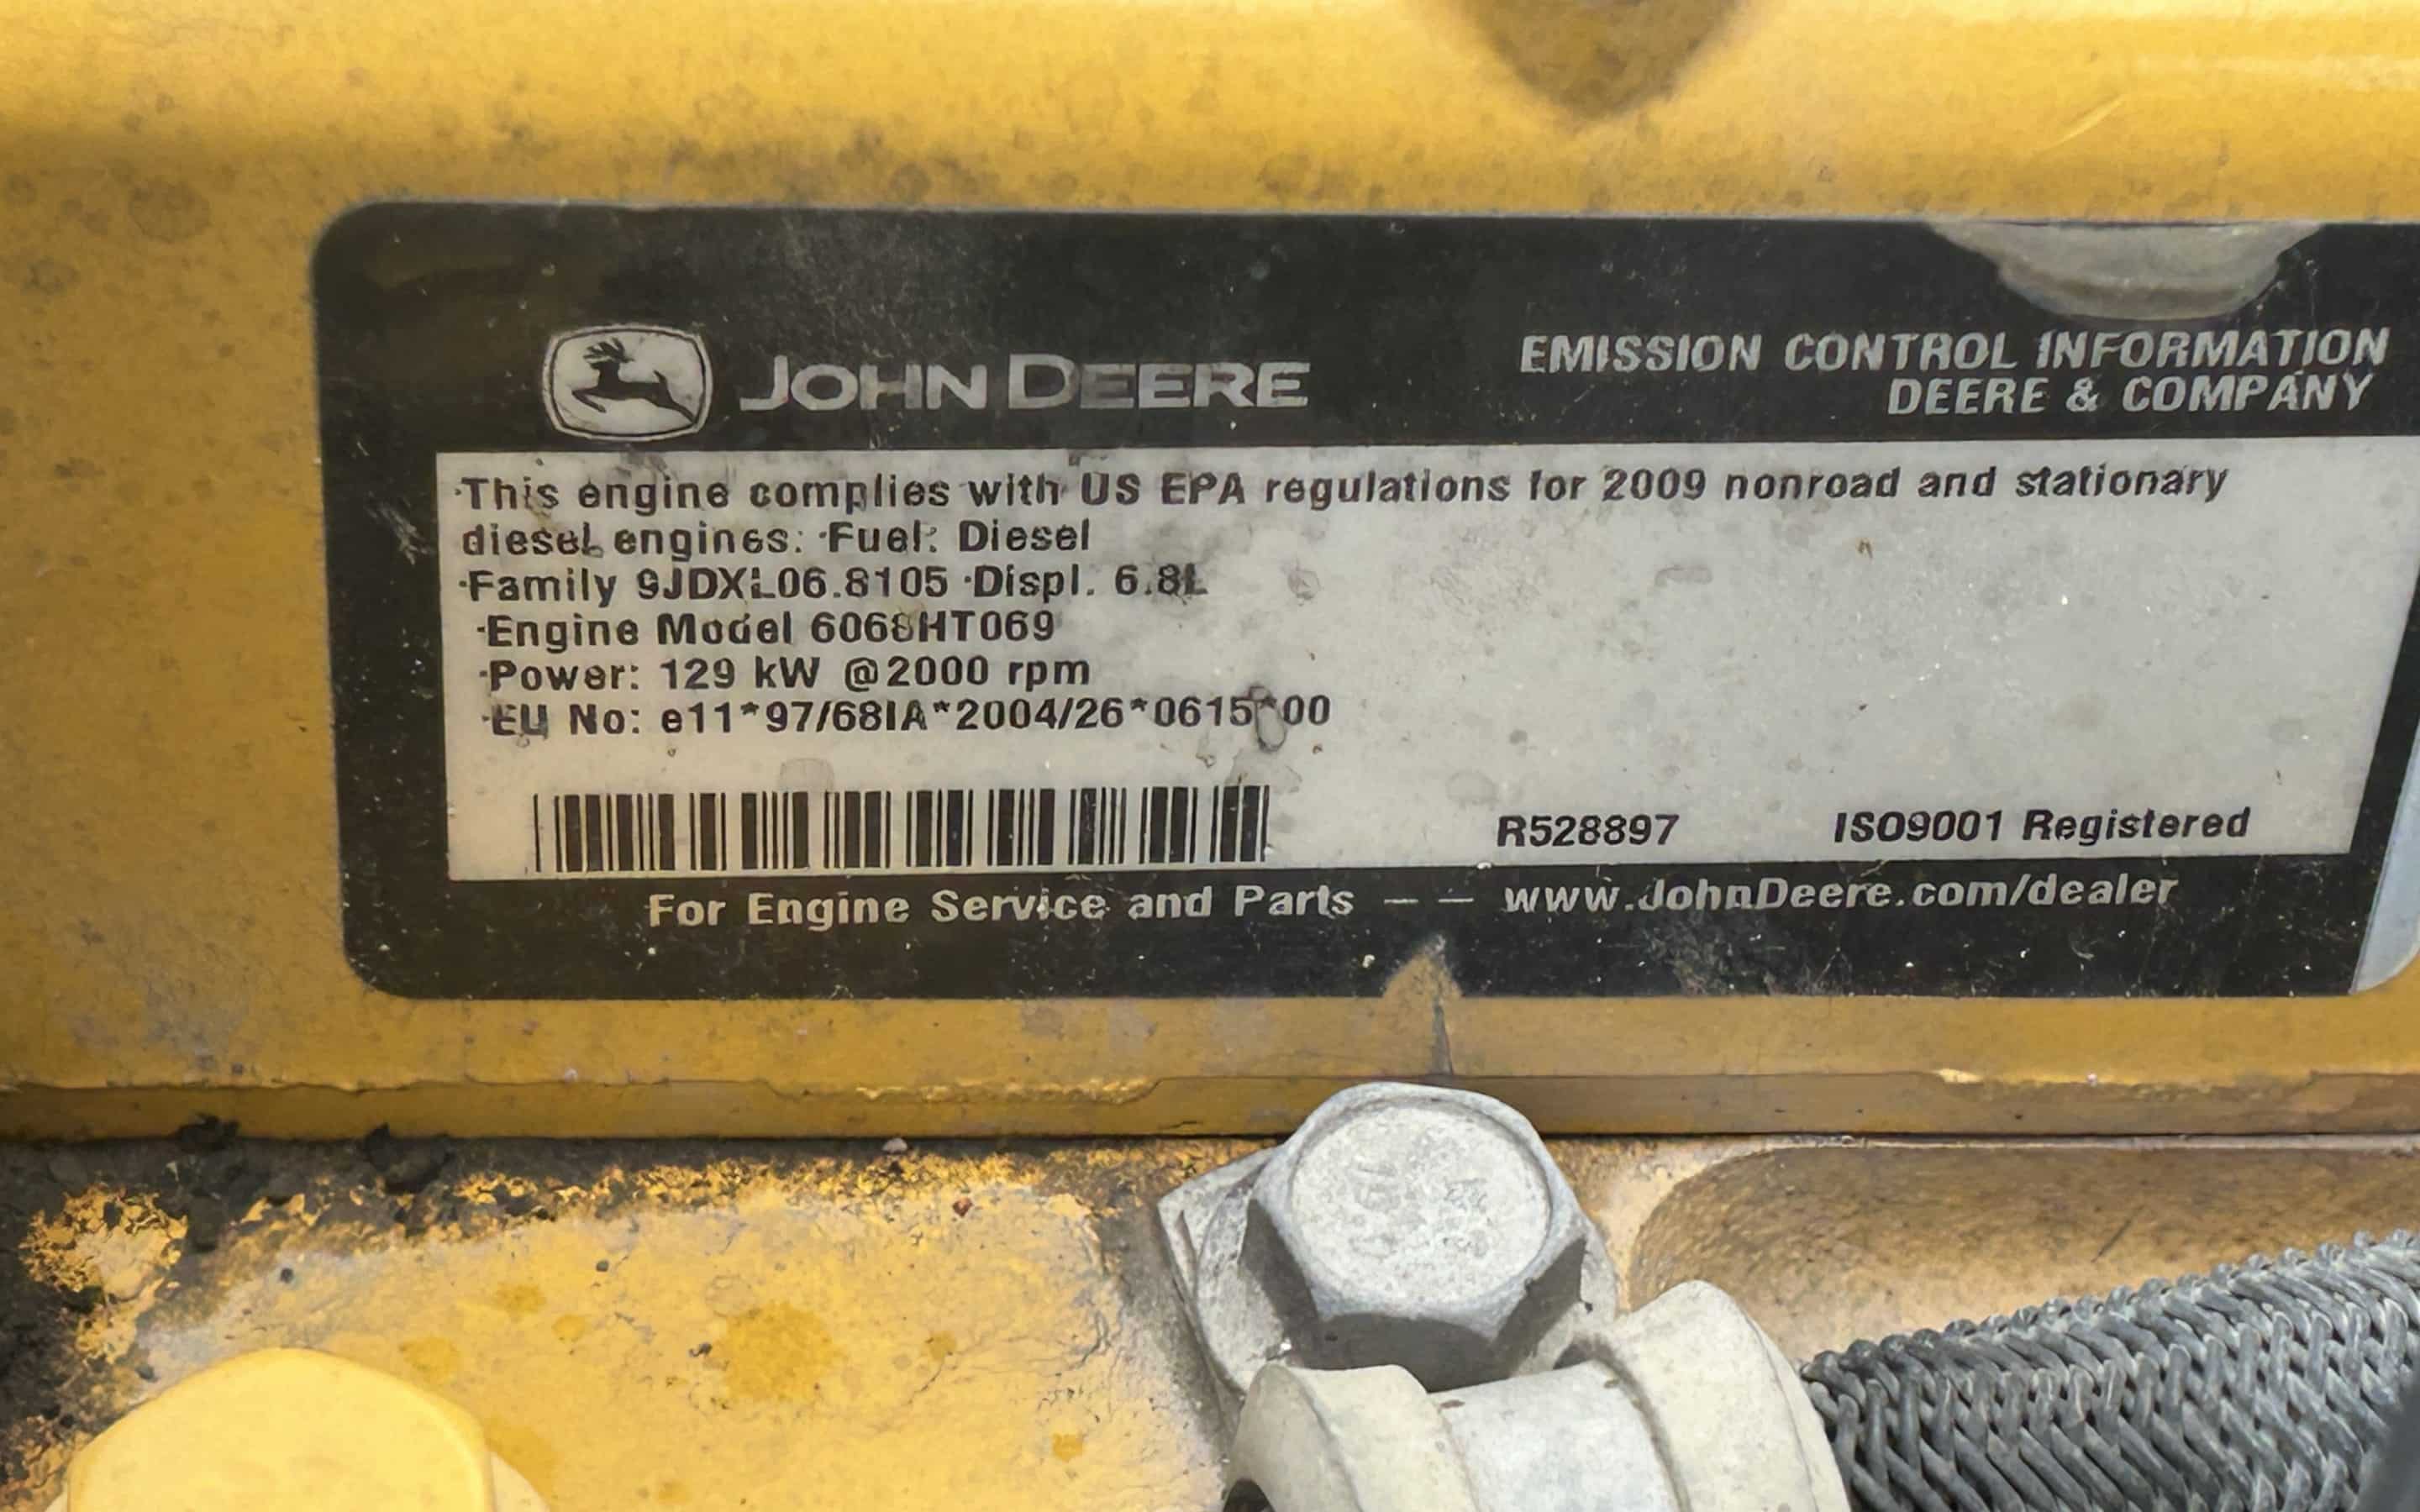 JOHN DEERE
EMISSION CONTROL INFORMATION
DEERE & COMPANY
·This engine complies with US EPA regulations for 2009 nonroad and stationary
diesel engines. ·Fuel: Diesel
·Family 9JDXL06.8105 ·Displ. 6.8L
·Engine Model 6068HT069
·Power: 129 kW @2000 rpm
·EU No: e11*97/68IA*2004/26*0615*00
R528897 ISO9001 Registered
For Engine Service and Parts -- www.JohnDeere.com/dealer